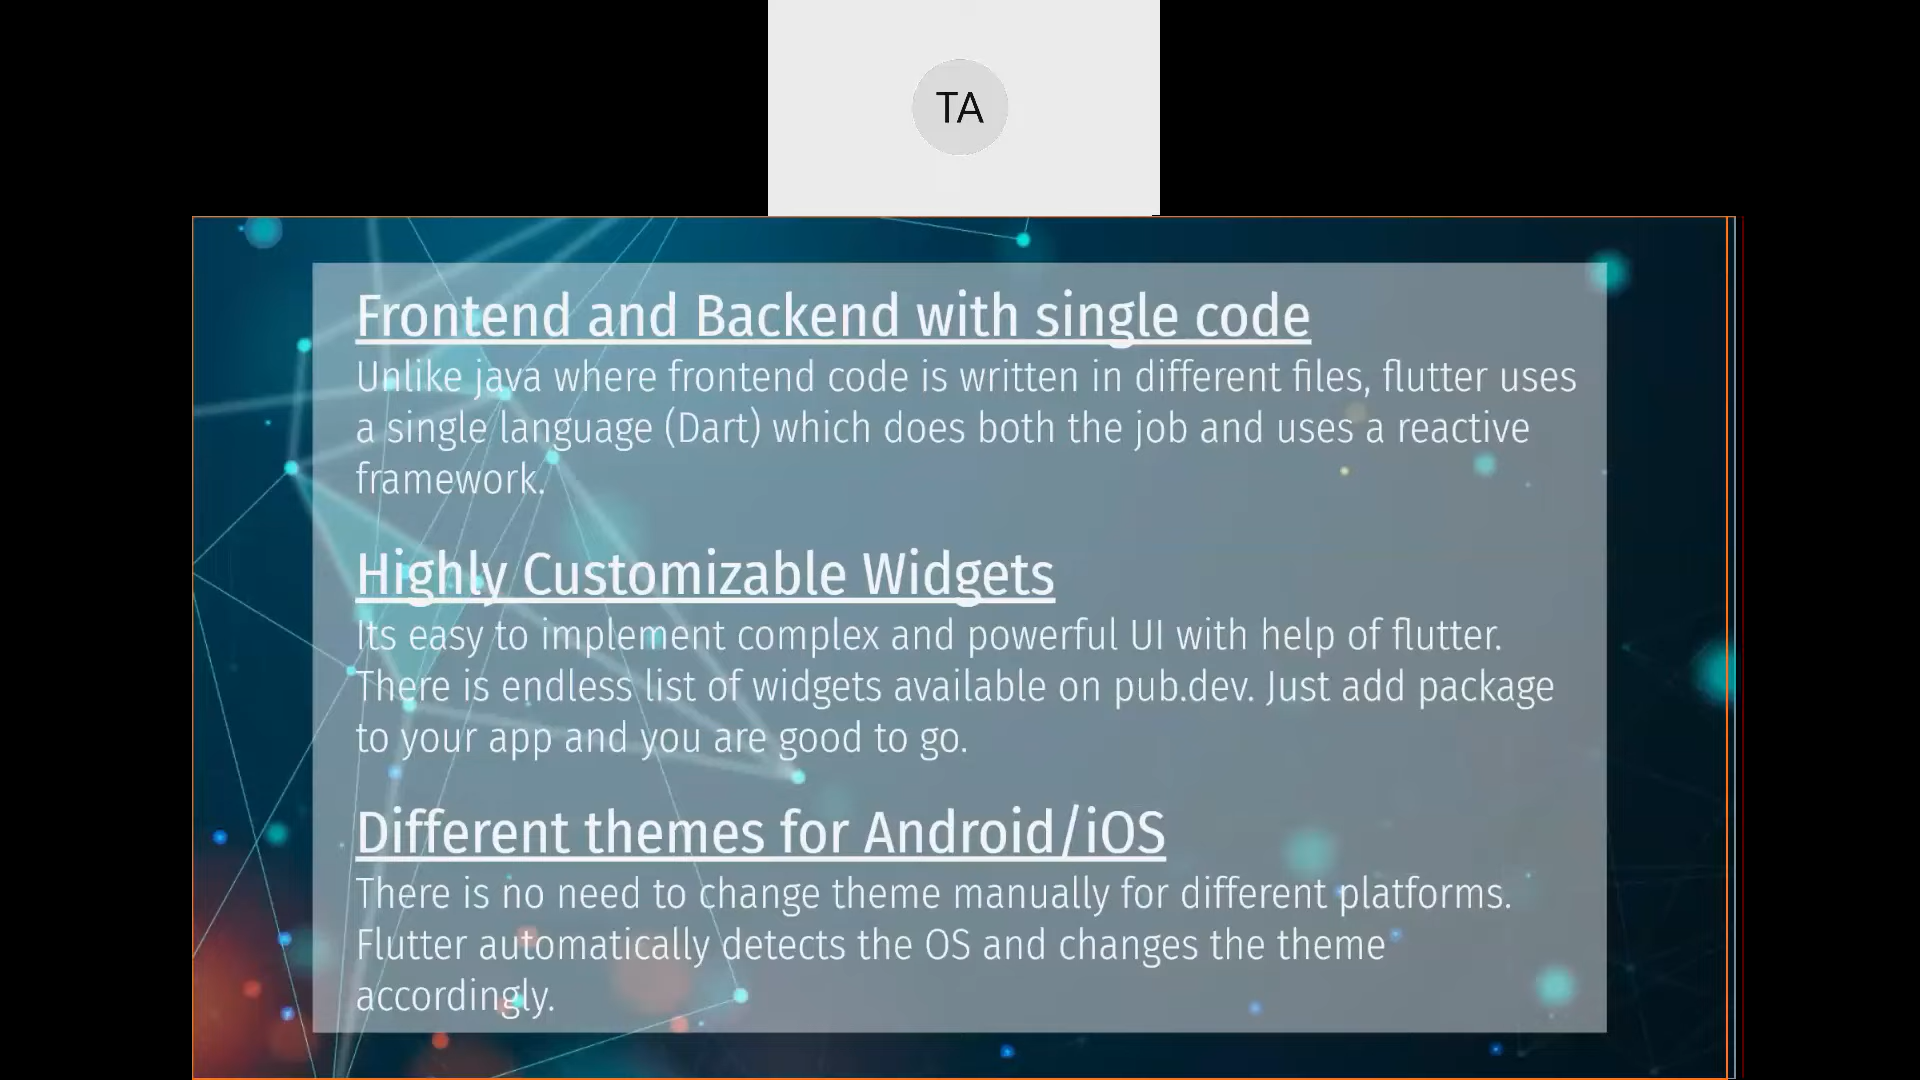 TA
Frontend and Backend with single code
Unlike java where frontend code is written in different files, flutter uses
a single language (Dart) which does both the job and uses a reactive
framework.
Highly Customizable Widgets
Its easy to implement complex and powerful UI with help of flutter.
There is endless list of widgets available on pub.dev. Just add package
to your app and you are good to go.
Different themes for Android/iOS
There is no need to change theme manually for different platforms.
Flutter automatically detects the OS and changes the theme
accordingly.